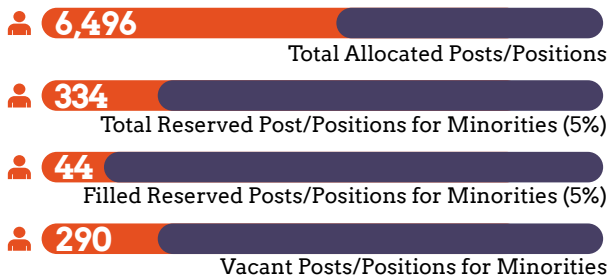 6,496
Total Allocated Posts/Positions
334
Total Reserved Post/Positions for Minorities (5%)
44
Filled Reserved Posts/Positions for Minorities (5%)
290
Vacant Posts/Positions for Minorities